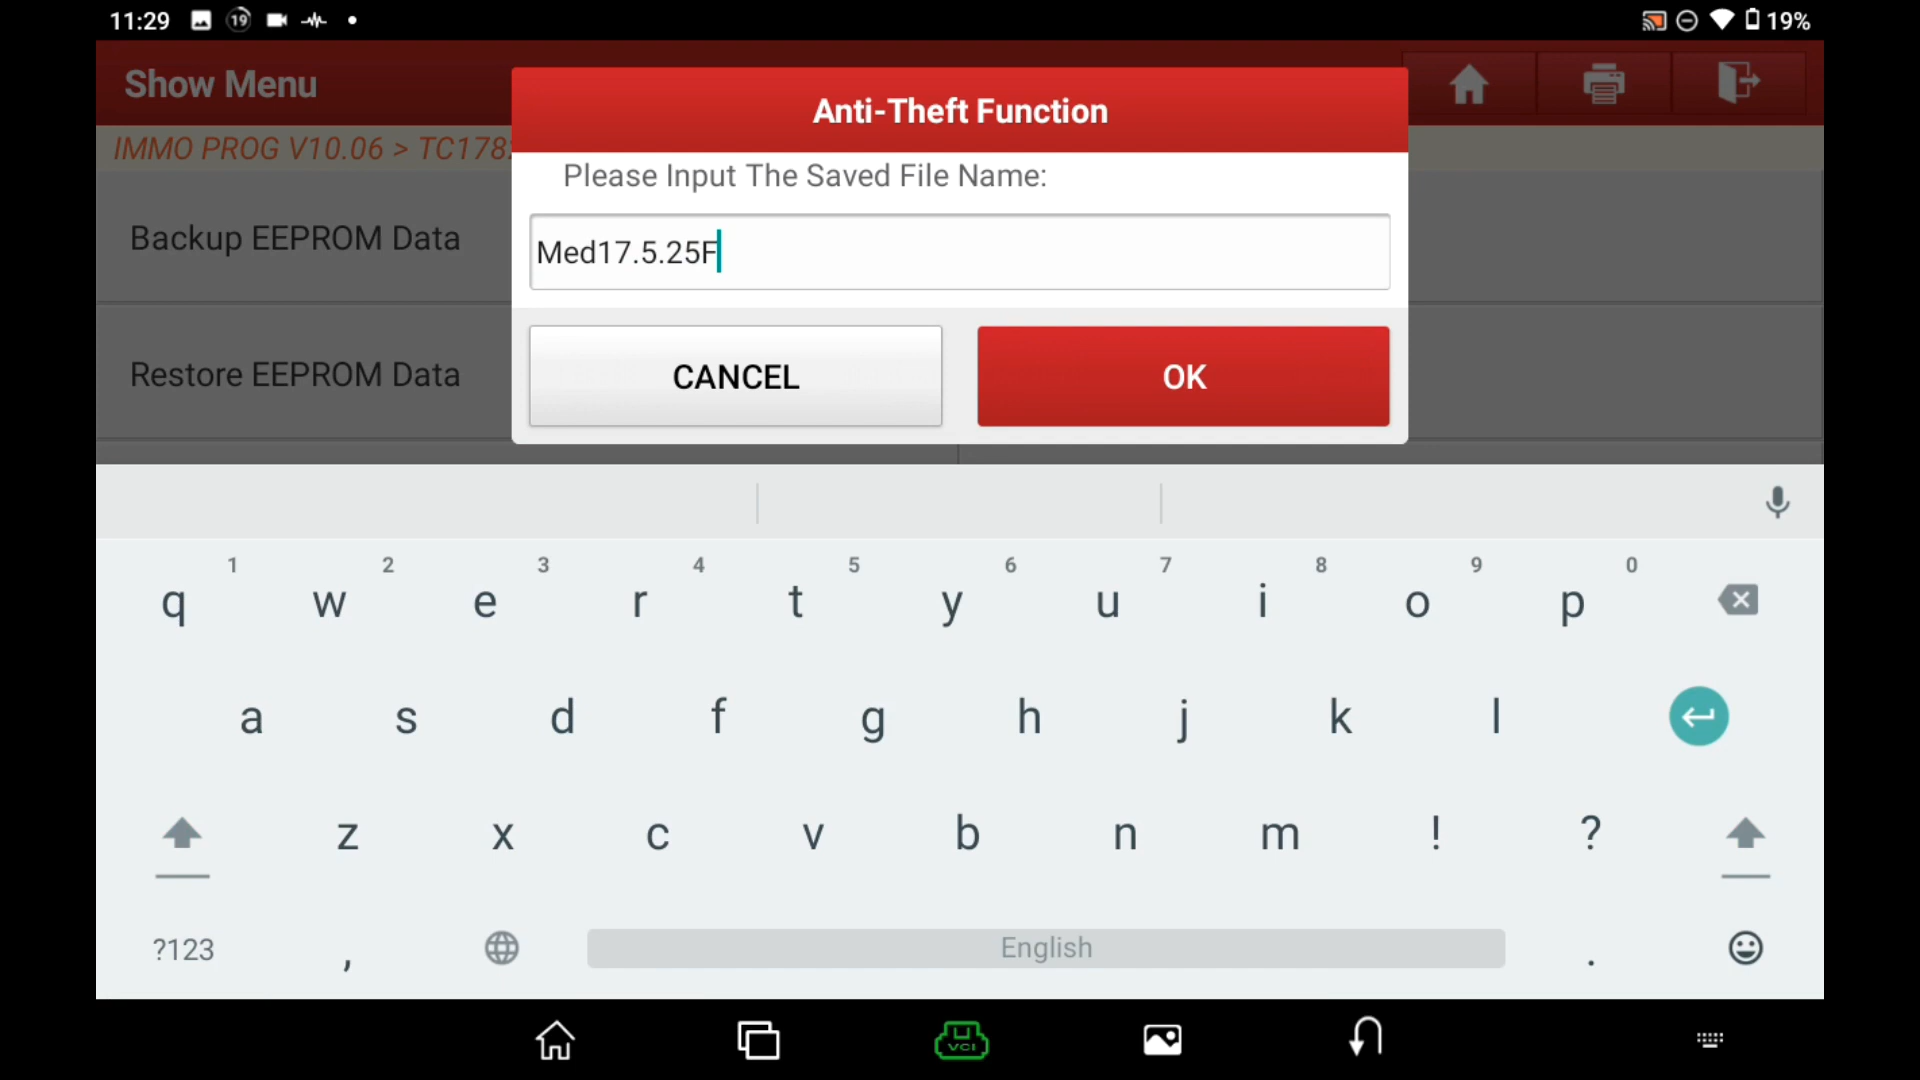 11:29 19 19%
Show Menu
Anti-Theft Function
IMMO PROG V10.06 > TC178
Please Input The Saved File Name:
Backup EEPROM Data
Med17.5.25F
Restore EEPROM Data
CANCEL OK
1 2 3 4 5 6 7 8 9 0
q w e r t y u i o p
a s d f g h j k l
z x c v b n m ! ?
?123 , English .
VCI